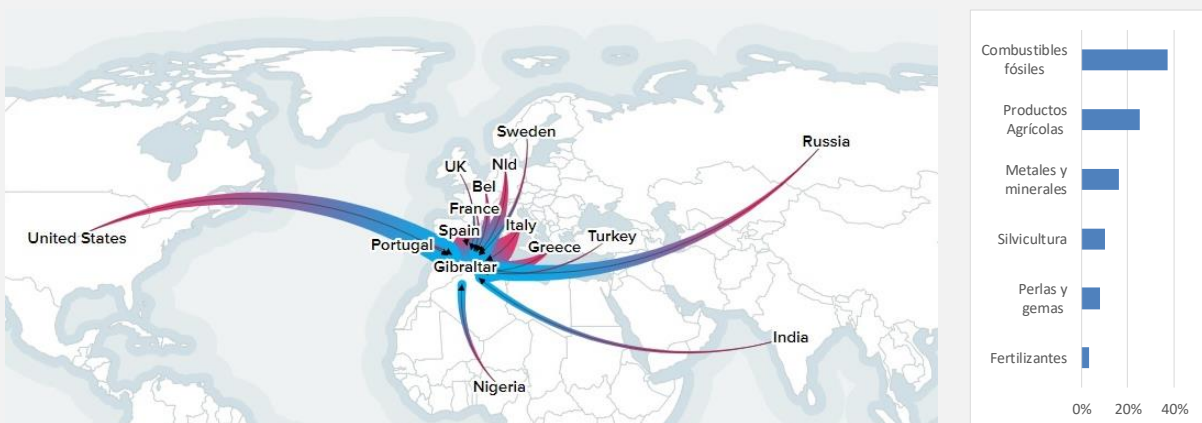 Sweden
Russia
UK
Nld
Bel
France
Italy
Spain
Turkey
United States
Portugal
Greece
Gibraltar
India
Nigeria
Combustibles
fósiles
Productos
Agrícolas
Metales y
minerales
Silvicultura
Perlas y
gemas
Fertilizantes
0% 20% 40%